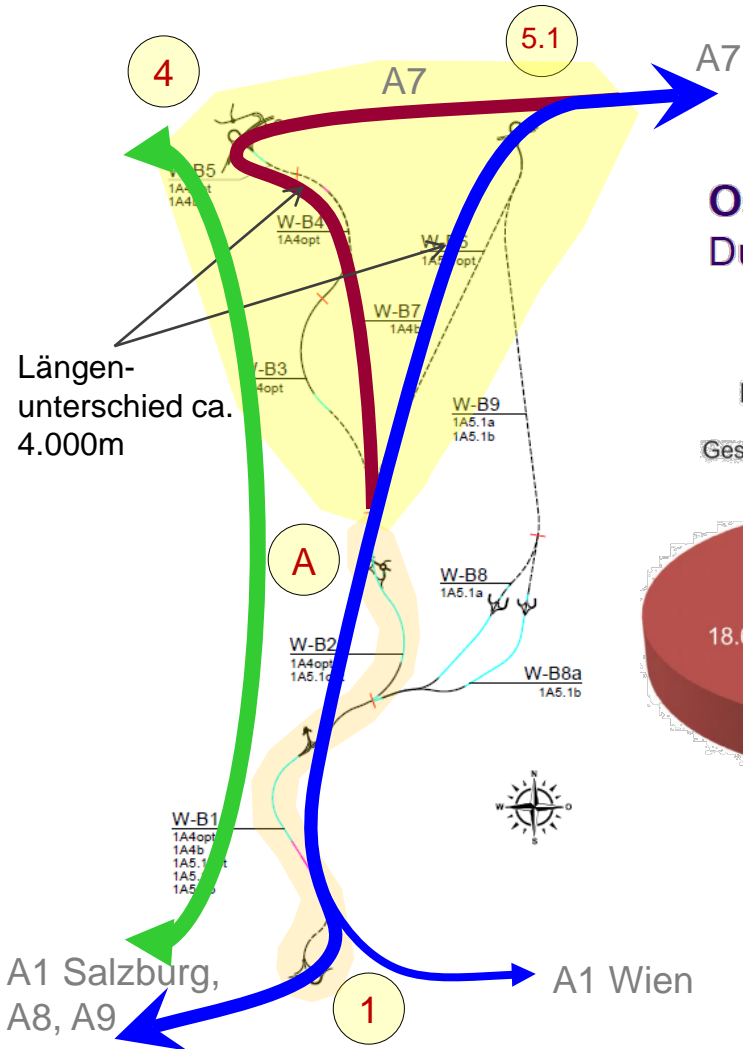 5.1
4
A7
A7
W-B5
W-B4
1A4opt
W-B7
1A4b
Längen-
unterschied ca.
4.000m
W-B9
1A5.1a
1A5.1b
A
W-B8
1A5.1a
W-B2
1A4opt
W-B8a
1A5.1b
N
W O
S
W-B1
1A4opt
1A4b
A1 Salzburg,
A8, A9
A1 Wien
1